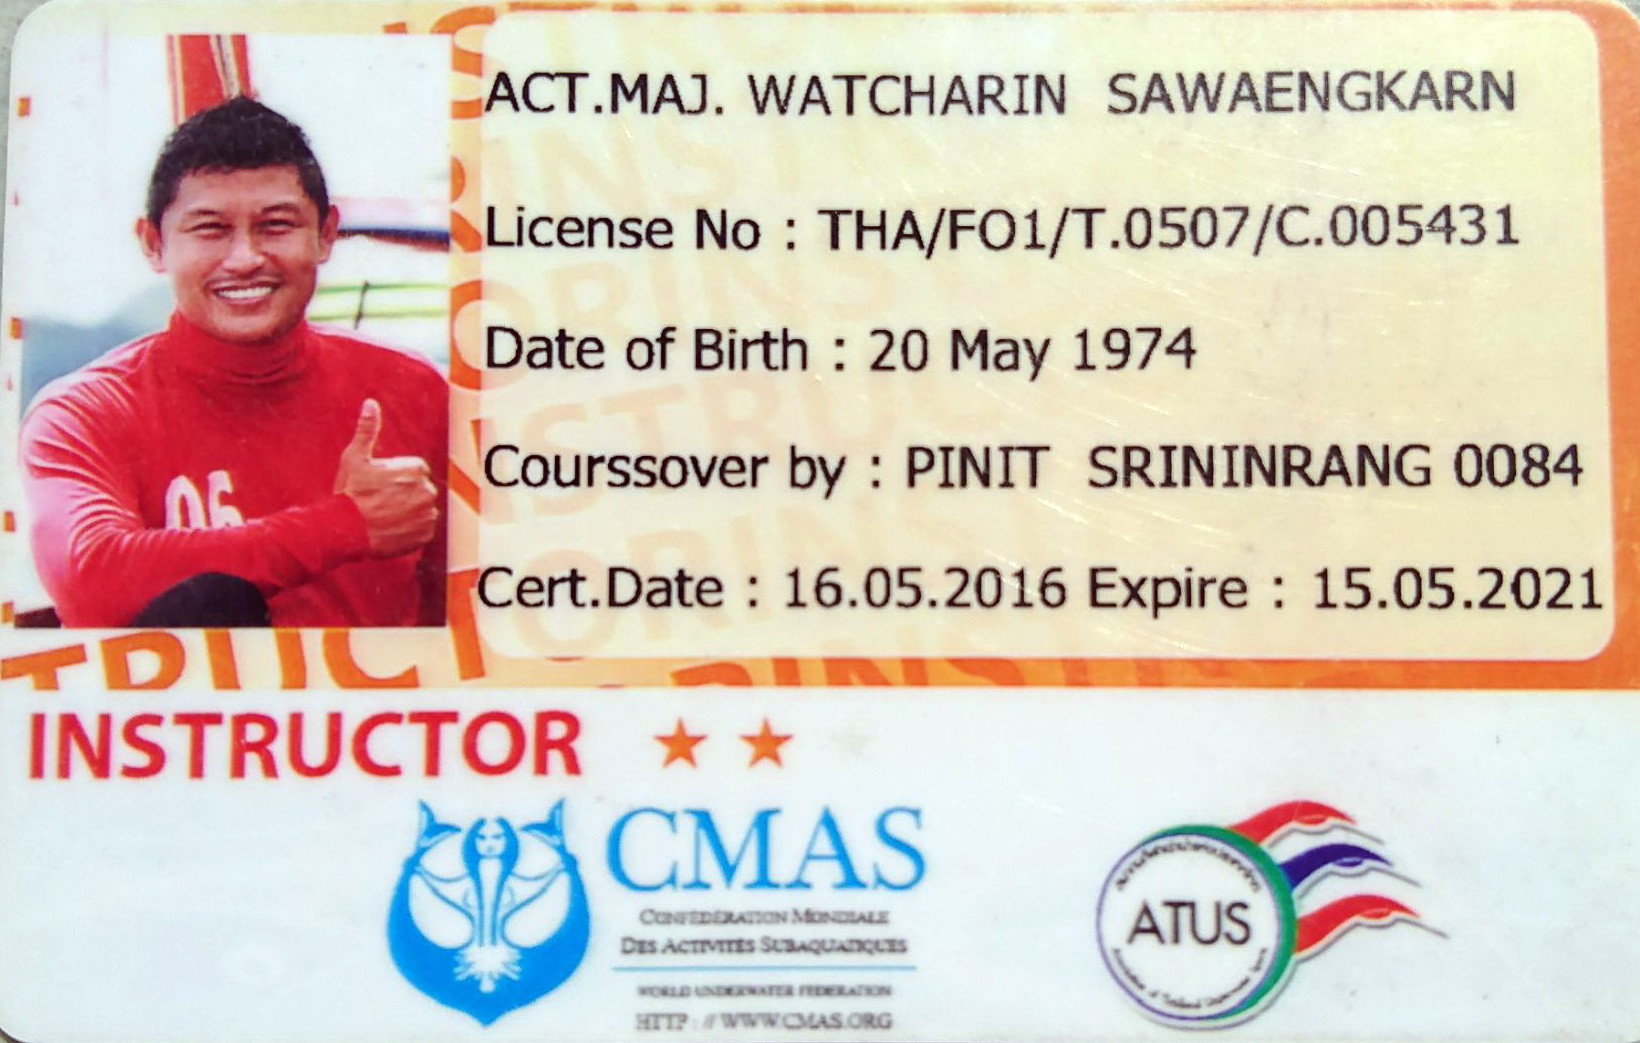 ACT.MAJ. WATCHARIN SAWAENGKARN
License No : THA/FO1/T.0507/C.005431
Date of Birth : 20 May 1974
Courssover by : PINIT SRININRANG 0084
Cert.Date : 16.05.2016 Expire : 15.05.2021
06
INSTRUCTOR
CMAS
CONFÉDÉRATION MONDIALE
DES ACTIVITÉS SUBAQUATIQUES
WORLD UNDERWATER FEDERATION
HTTP://WWW.CMAS.ORG
ATUS